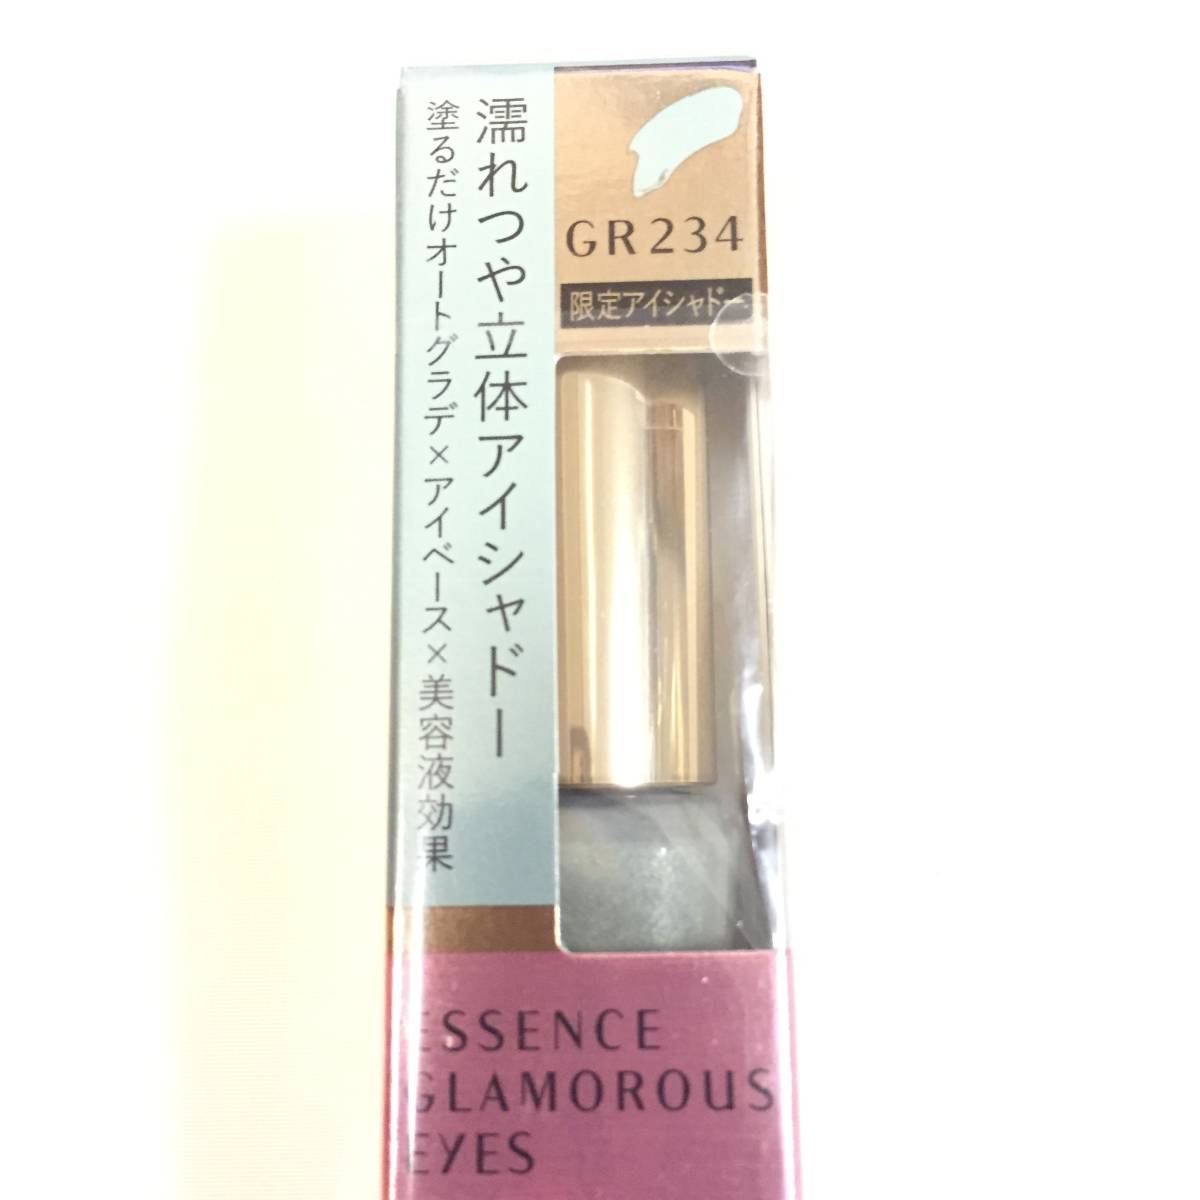 濡れつや立体アイシャドー
塗るだけオートグラデ×アイベース×美容液効果
GR234
限定アイシャドー
ESSENCE
GLAMOROUS
EYES